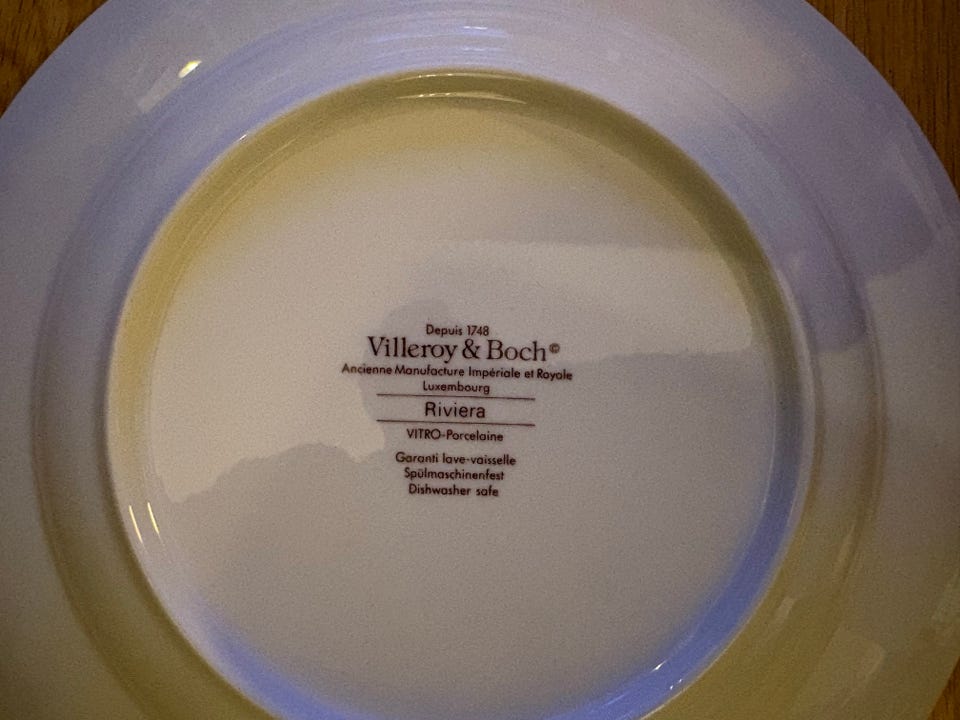 Depuis 1748
Villeroy & Boch©
Ancienne Manufacture Impériale et Royale
Luxembourg
Riviera
VITRO-Porcelaine
Garanti lave-vaisselle
Spülmaschinenfest
Dishwasher safe